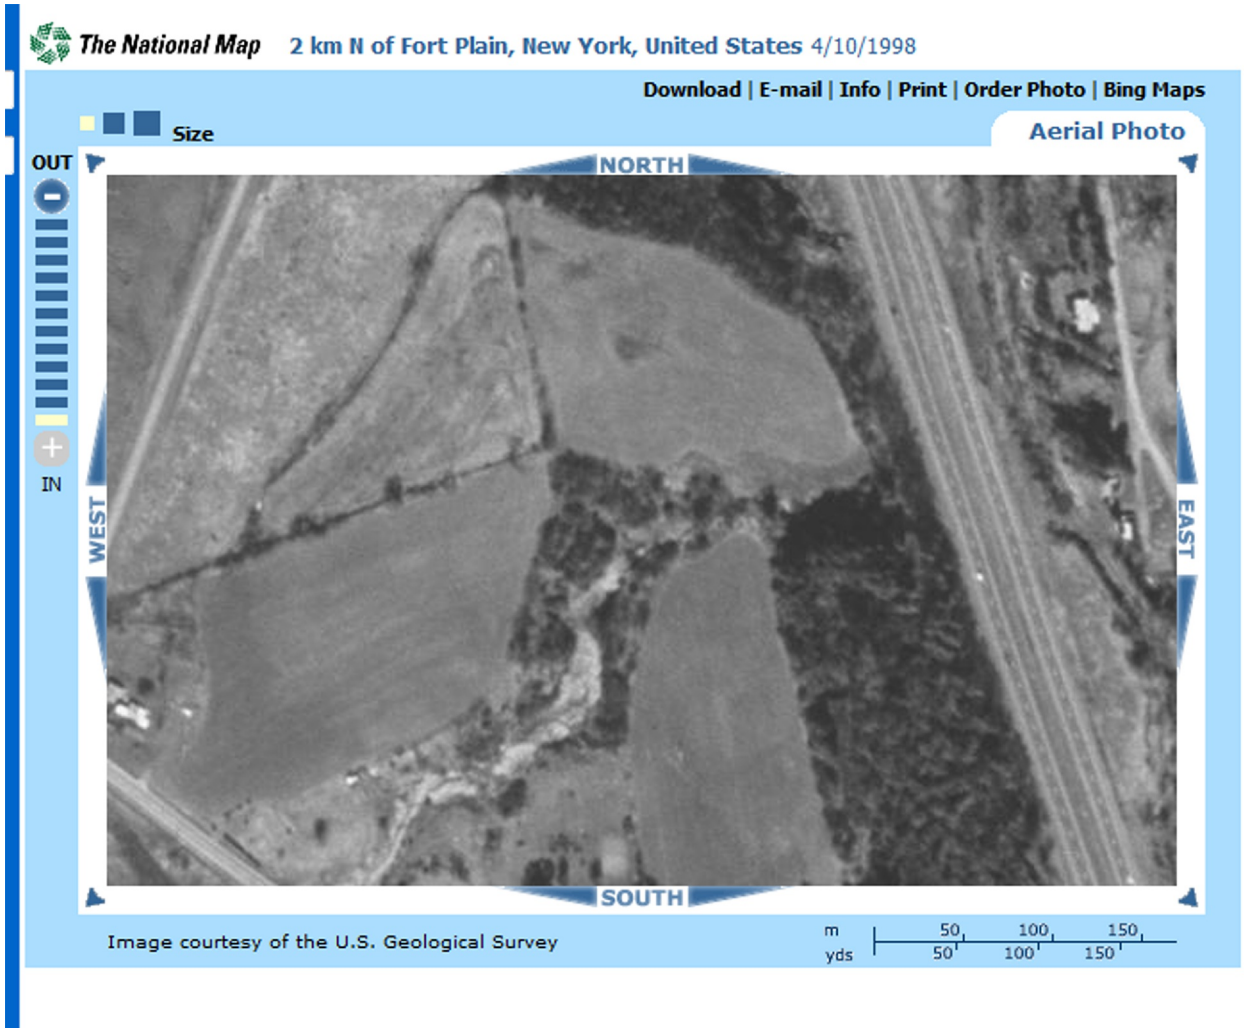 The National Map 2 km N of Fort Plain, New York, United States 4/10/1998
Download | E-mail | Info | Print | Order Photo | Bing Maps
Size
Aerial Photo
OUT
NORTH
IN
WEST
EAST
SOUTH
Image courtesy of the U.S. Geological Survey
m 50 100 150
yds 50 100 150